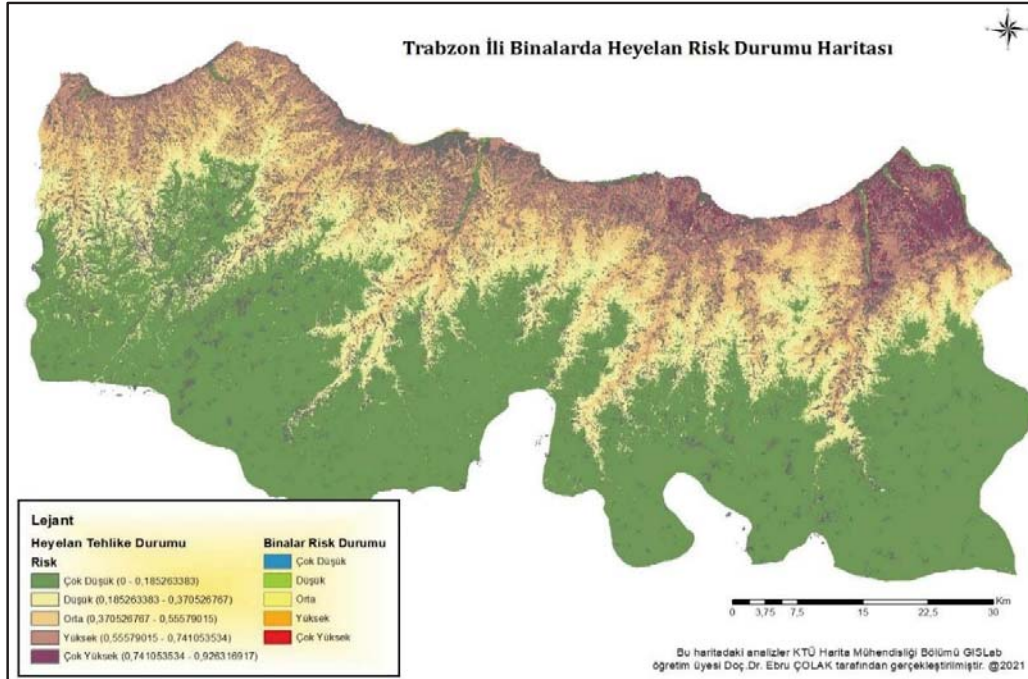 Trabzon İli Binalarda Heyelan Risk Durumu Haritası
Lejant
Heyelan Tehlike Durumu
Risk
Çok Düşük (0 - 0,185263383)
Düşük (0,185263383 - 0,370526767)
Orta (0,370526767 - 0,55579015)
Yüksek (0,55579015 - 0,741053534)
Çok Yüksek (0,741053534 - 0,926316917)
Binalar Risk Durumu
Çok Düşük
Düşük
Orta
Yüksek
Çok Yüksek
Km
0 3,75 7,5 15 22,5 30
Bu haritadaki analizler KTÜ Harita Mühendisliği Bölümü GISLab
öğretim üyesi Doç.Dr. Ebru ÇOLAK tarafından gerçekleştirilmiştir. @2021